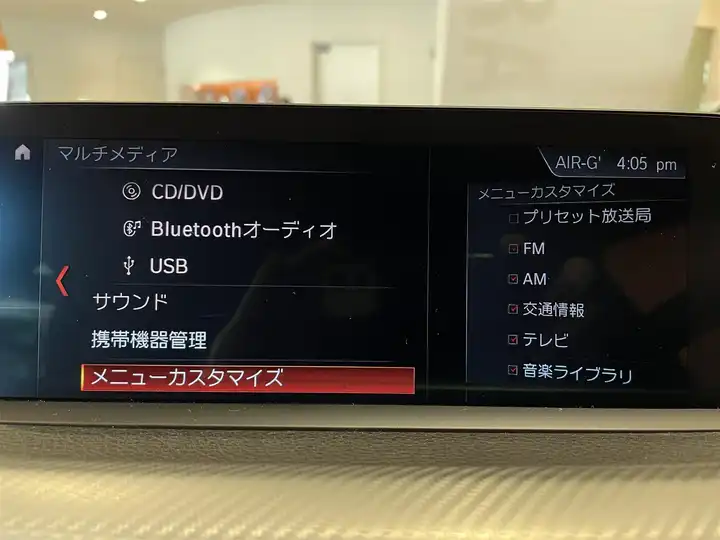 マルチメディア
AIR-G' 4:05 pm
CD/DVD
Bluetoothオーディオ
USB
サウンド
携帯機器管理
メニューカスタマイズ
メニューカスタマイズ
プリセット放送局
FM
AM
交通情報
テレビ
音楽ライブラリ